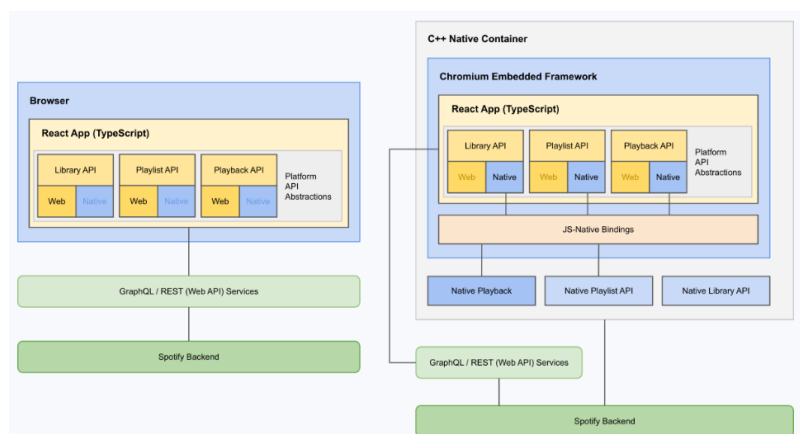 Browser
React App (TypeScript)
Library API
Playlist API
Playback API
Web
Native
Web
Native
Web
Native
Platform
API
Abstractions
GraphQL / REST (Web API) Services
Spotify Backend
C++ Native Container
Chromium Embedded Framework
React App (TypeScript)
Library API
Playlist API
Playback API
Web
Native
Web
Native
Web
Native
Platform
API
Abstractions
JS-Native Bindings
Native Playback
Native Playlist API
Native Library API
GraphQL / REST (Web API) Services
Spotify Backend